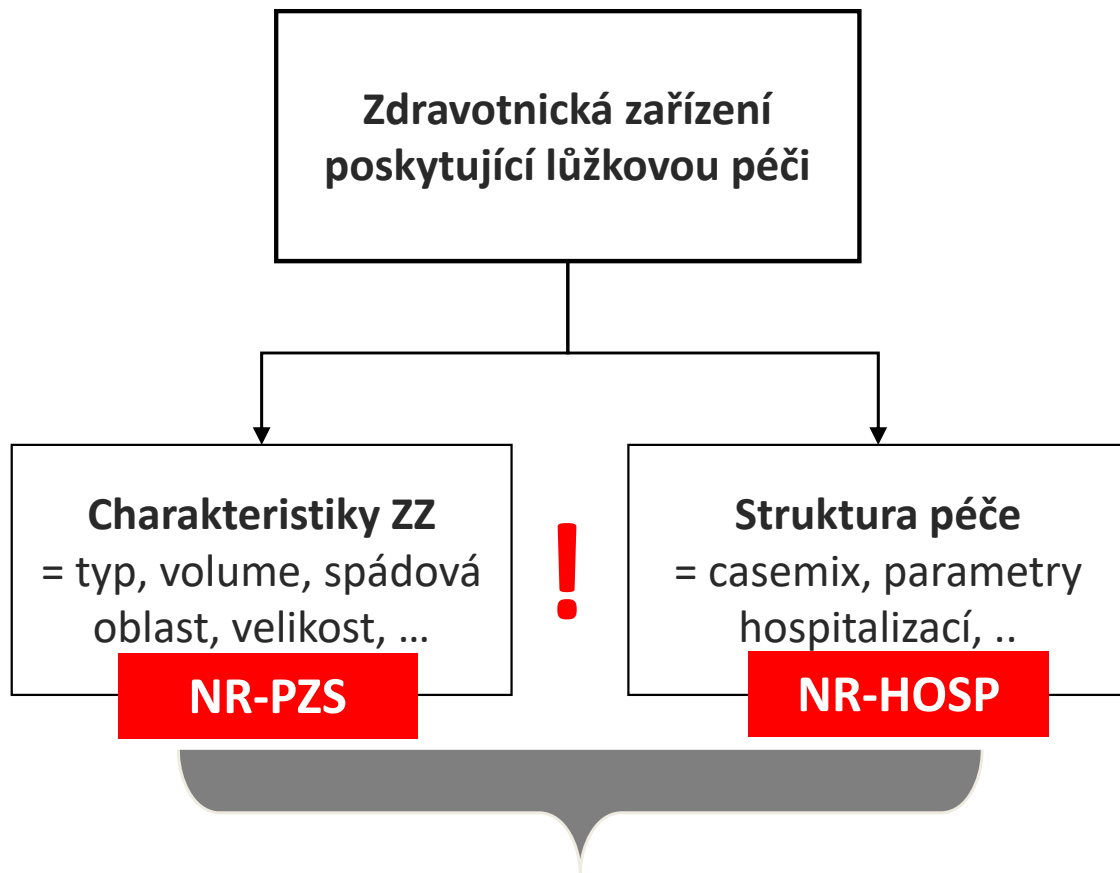 Zdravotnická zařízení
poskytující lůžkovou péči
Charakteristiky ZZ
= typ, volume, spádová
oblast, velikost, ...
NR-PZS
!
Struktura péče
= casemix, parametry
hospitalizací, ..
NR-HOSP